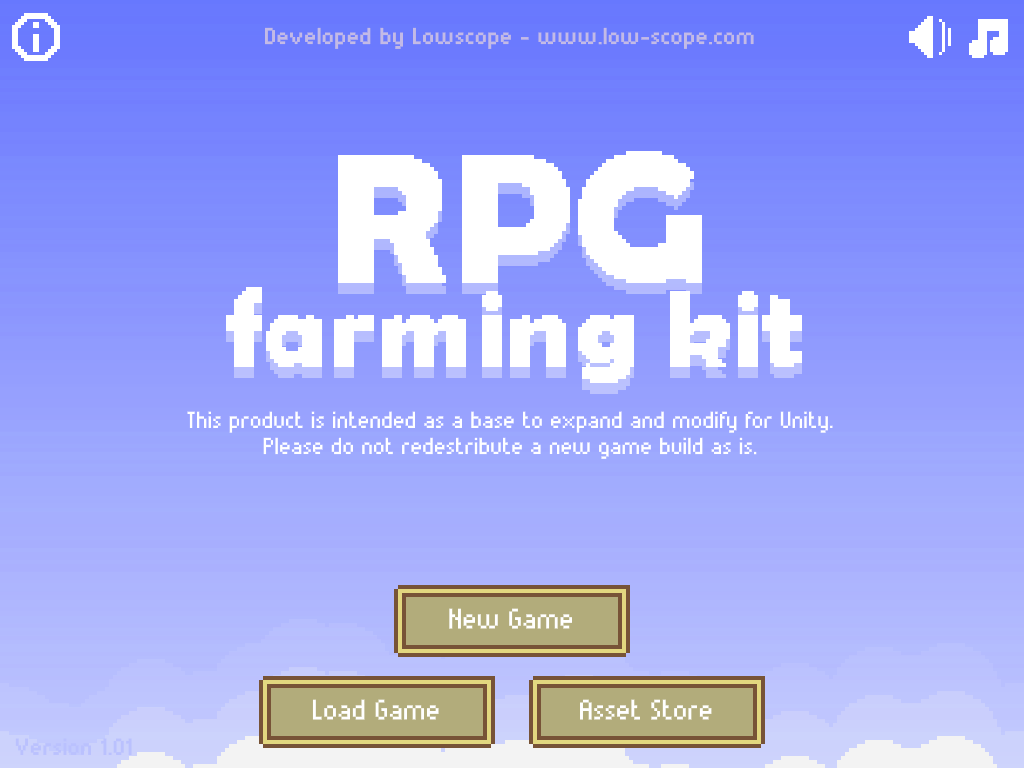 Developed by Lowscope - www.low-scope.com
RPG
farming kit
This product is intended as a base to expand and modify for Unity.
Please do not redestribute a new game build as is.
New Game
Load Game
Asset Store
Version 1.01